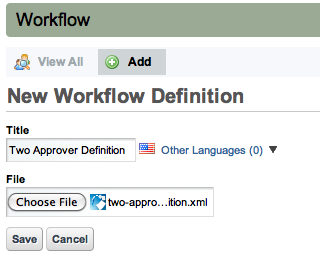 Workflow
View All Add
New Workflow Definition
Title
Two Approver Definition Other Languages (0) ▼
File
Choose File two-appro...ition.xml
Save Cancel